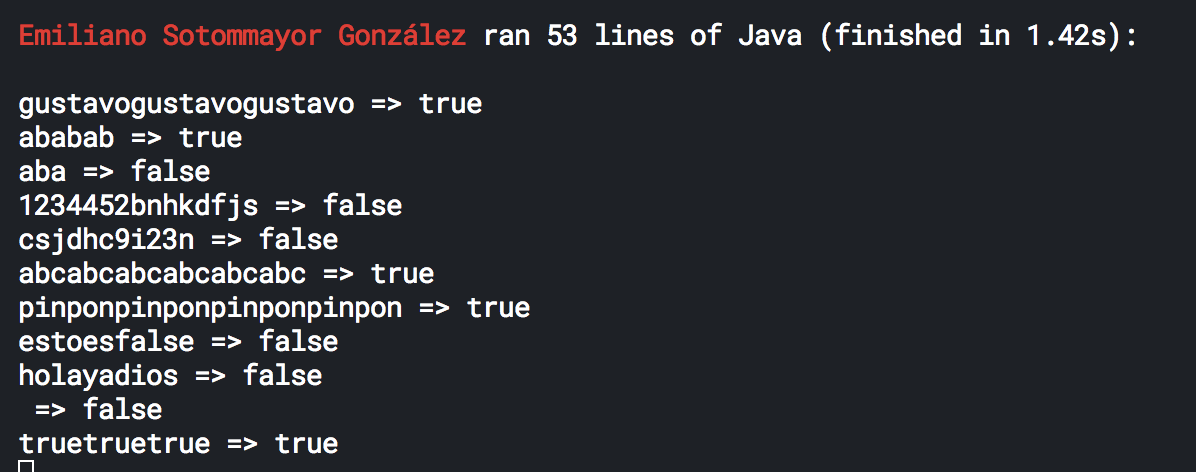 Emiliano Sotommayor González ran 53 lines of Java (finished in 1.42s):
gustavogustavogustavo => true
ababab => true
aba => false
1234452bnhkdfjs => false
csjdhc9i23n => false
abcabcabcabcabcabc => true
pinponpinponpinponpinpon => true
estoesfalse => false
holayadios => false
=> false
truetruetrue => true